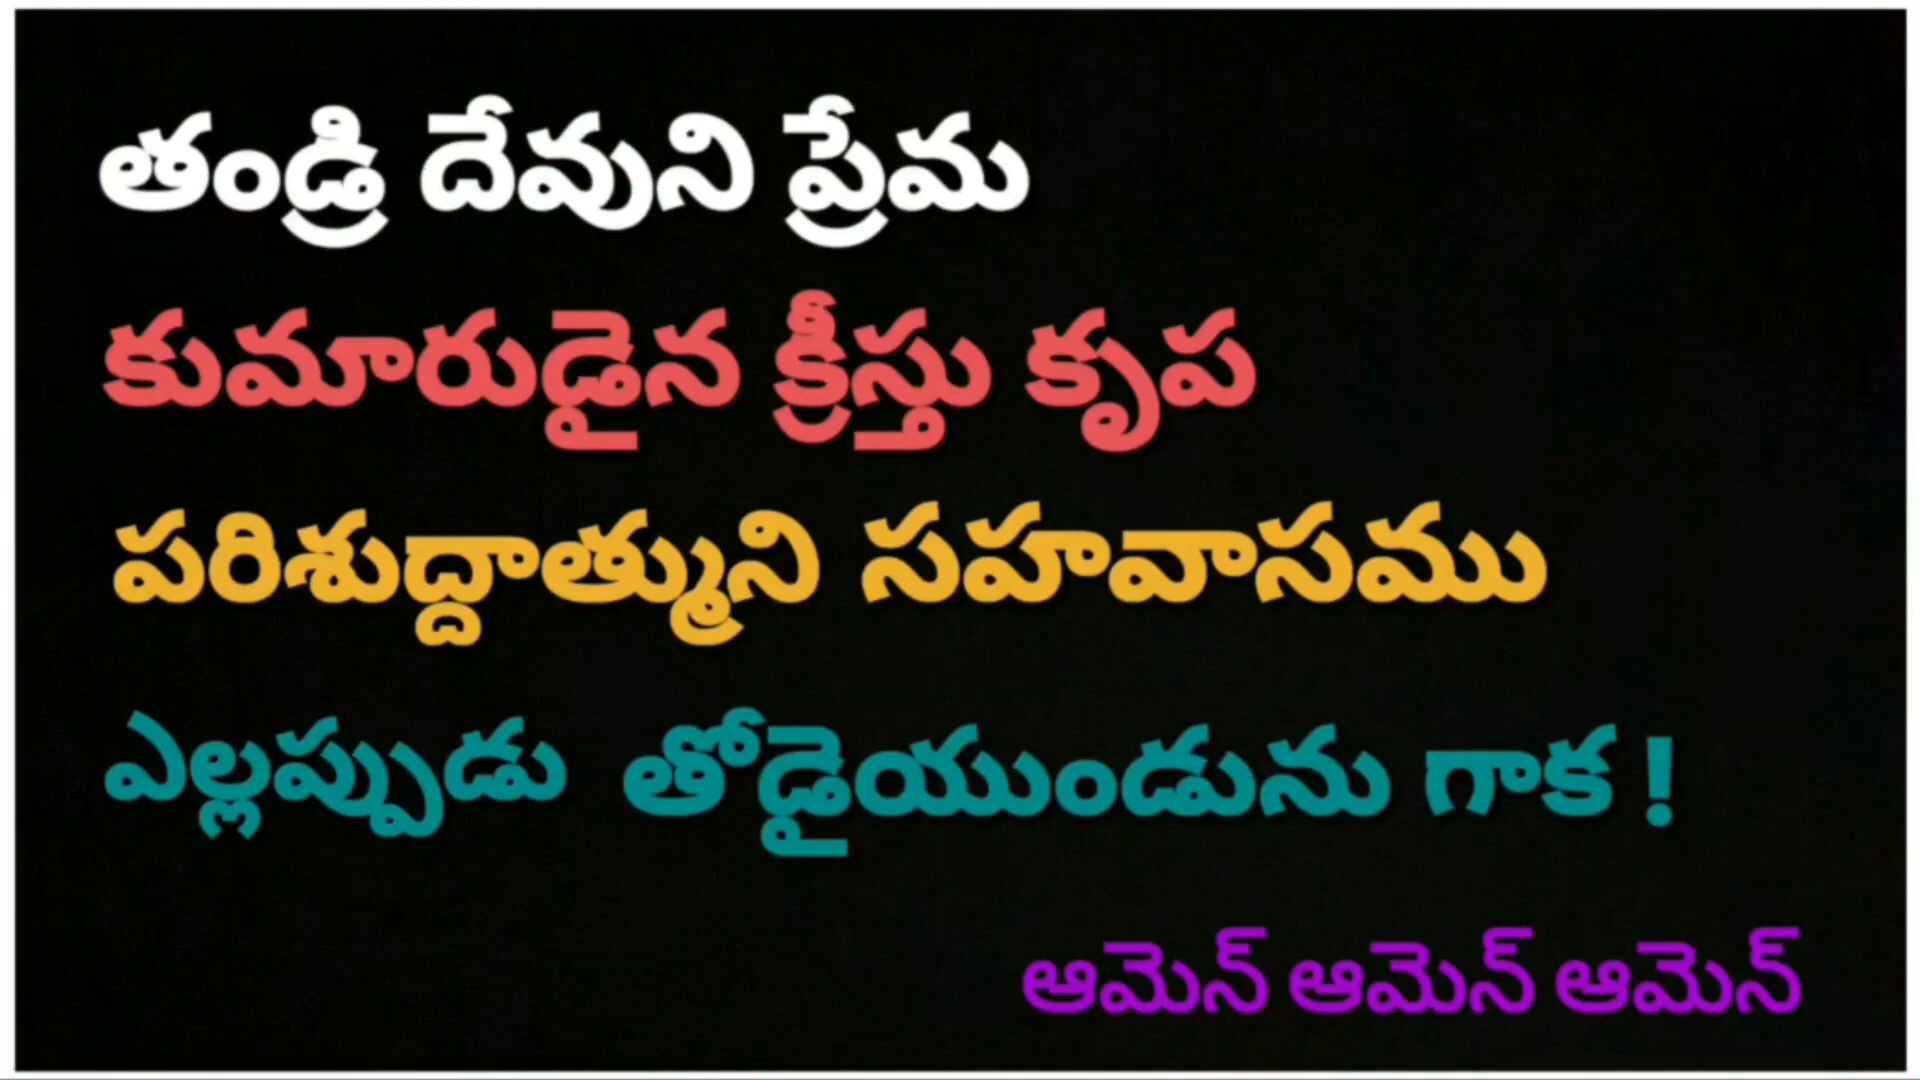 తండ్రి దేవుని ప్రేమ
కుమారుడైన క్రీస్తు కృప
పరిశుద్దాత్ముని సహవాసము
ఎల్లప్పుడు తోడైయుండును గాక !
ఆమెన్ ఆమెన్ ఆమెన్